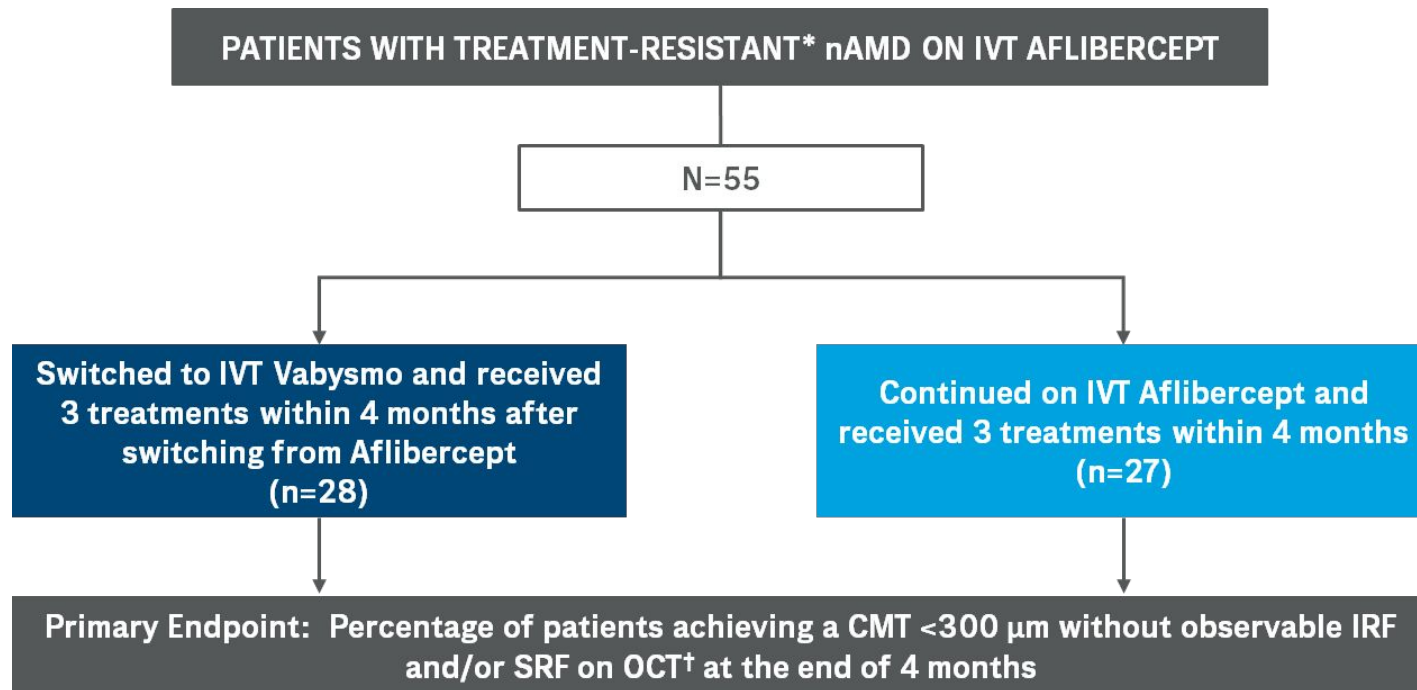 PATIENTS WITH TREATMENT-RESISTANT* nAMD ON IVT AFLIBERCEPT
N=55
Switched to IVT Vabysmo and received
3 treatments within 4 months after
switching from Aflibercept
(n=28)
Continued on IVT Aflibercept and
received 3 treatments within 4 months
(n=27)
Primary Endpoint: Percentage of patients achieving a CMT <300 µm without observable IRF
and/or SRF on OCT† at the end of 4 months